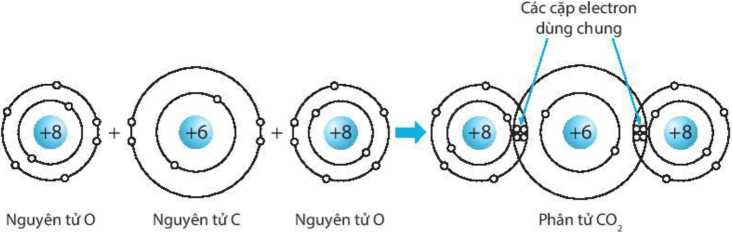 Các cặp electron
dùng chung
+8 + +6 + +8 +8 +6 +8
Nguyên tử O Nguyên tử C Nguyên tử O Phân tử CO₂